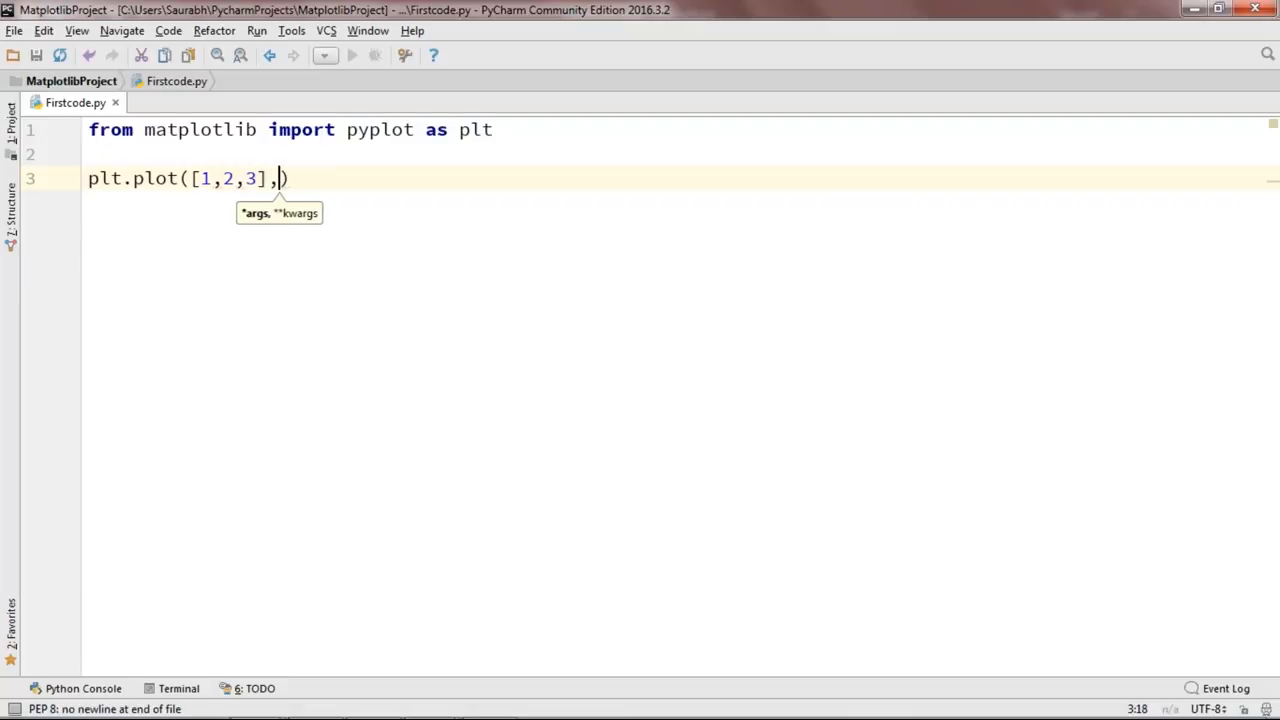 MatplotlibProject - [C:\Users\Saurabh\PycharmProjects\MatplotlibProject] - ...\Firstcode.py - PyCharm Community Edition 2016.3.2
File Edit View Navigate Code Refactor Run Tools VCS Window Help
MatplotlibProject Firstcode.py
Firstcode.py
1: Project
7: Structure
2: Favorites
1 from matplotlib import pyplot as plt
2
3 plt.plot([1,2,3],)
*args, **kwargs
Python Console Terminal 6: TODO Event Log
PEP 8: no newline at end of file 3:18 n/a UTF-8